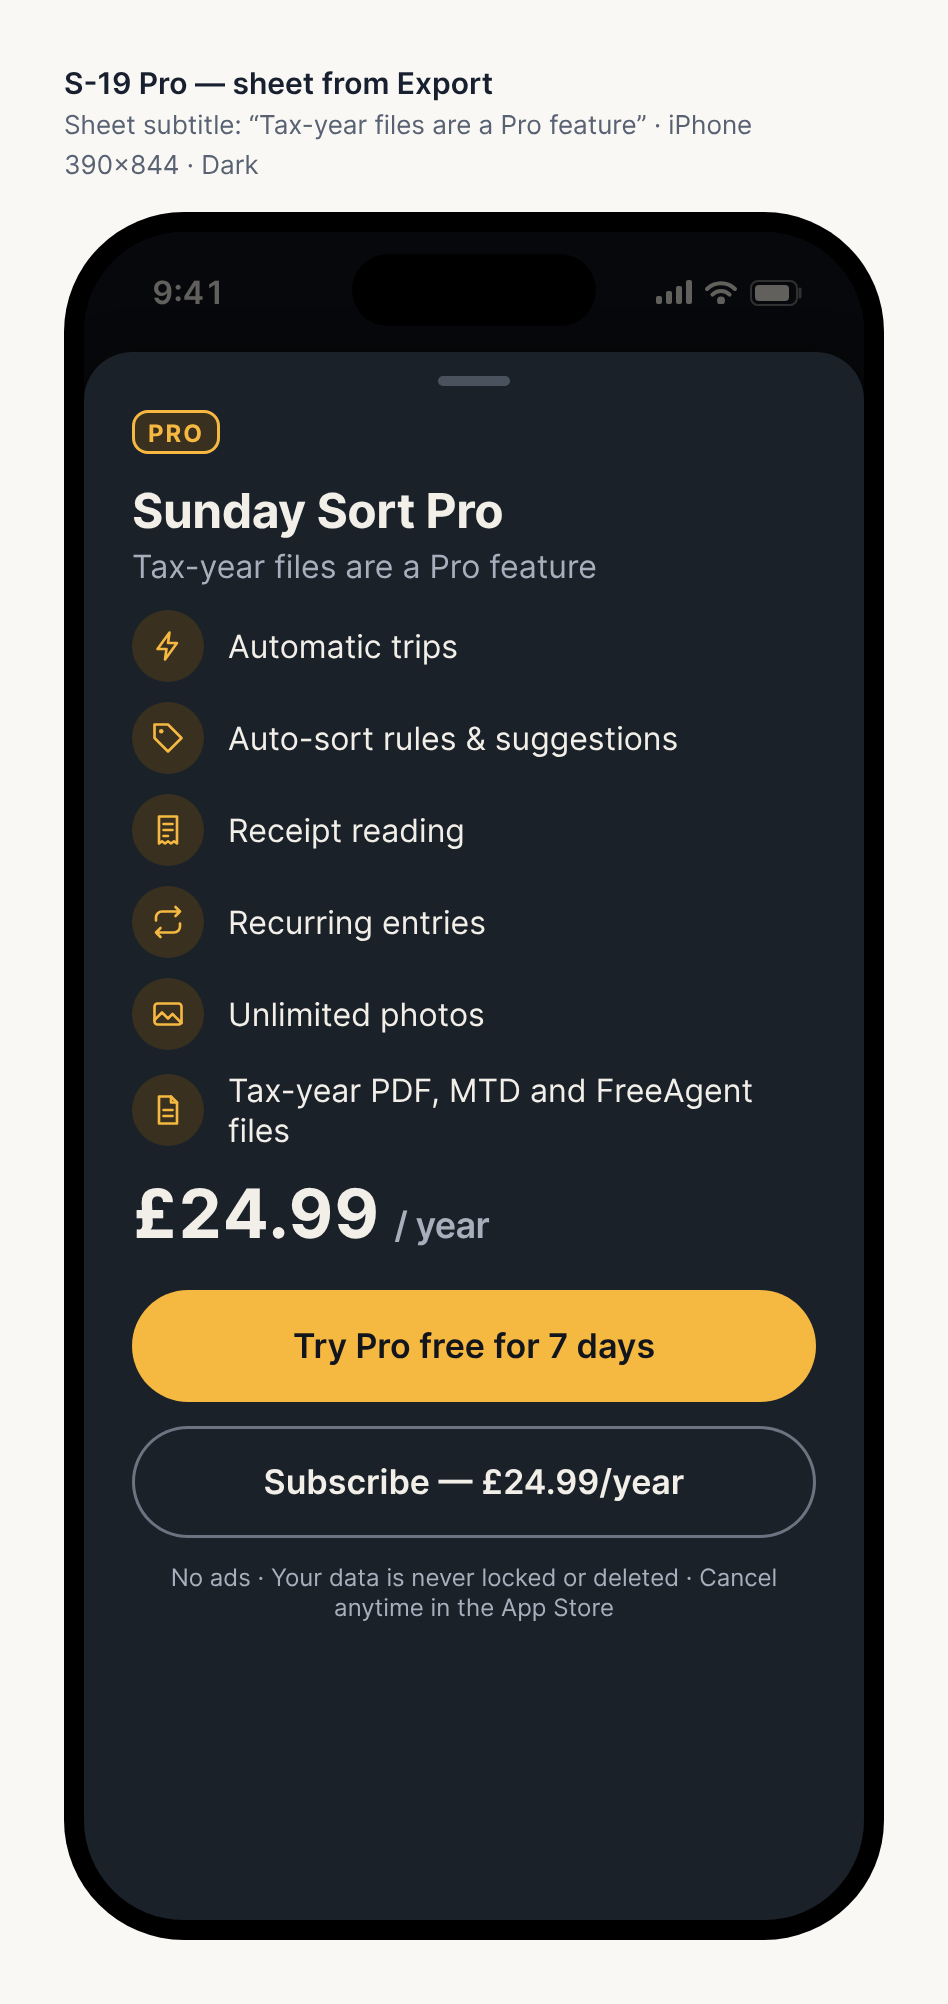 S-19 Pro — sheet from Export
Sheet subtitle: “Tax-year files are a Pro feature” · iPhone
390×844 · Dark
9:41
PRO
Sunday Sort Pro
Tax-year files are a Pro feature
Automatic trips
Auto-sort rules & suggestions
Receipt reading
Recurring entries
Unlimited photos
Tax-year PDF, MTD and FreeAgent
files
£24.99 / year
Try Pro free for 7 days
Subscribe — £24.99/year
No ads · Your data is never locked or deleted · Cancel
anytime in the App Store